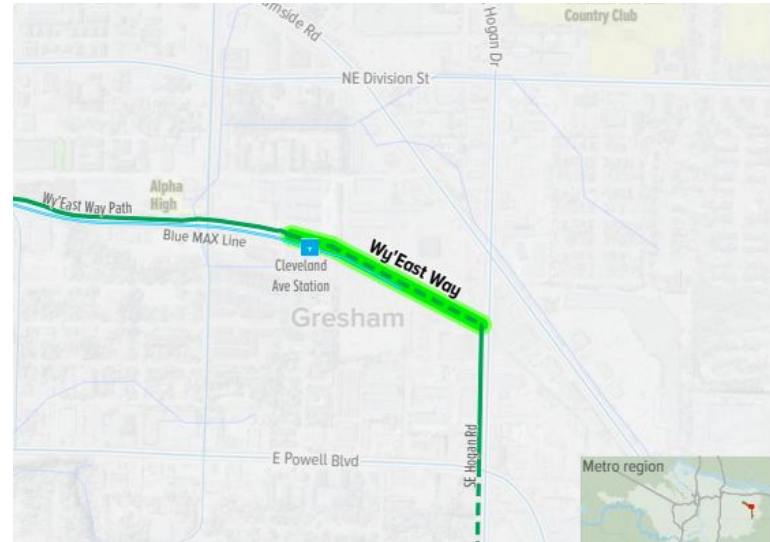 Country Club
Hogan Dr
NE Division St
Alpha
High
Wy'East Way Path
Blue MAX Line
Wy'East Way
Cleveland
Ave Station
Gresham
SE Hogan Rd
E Powell Blvd
Metro region